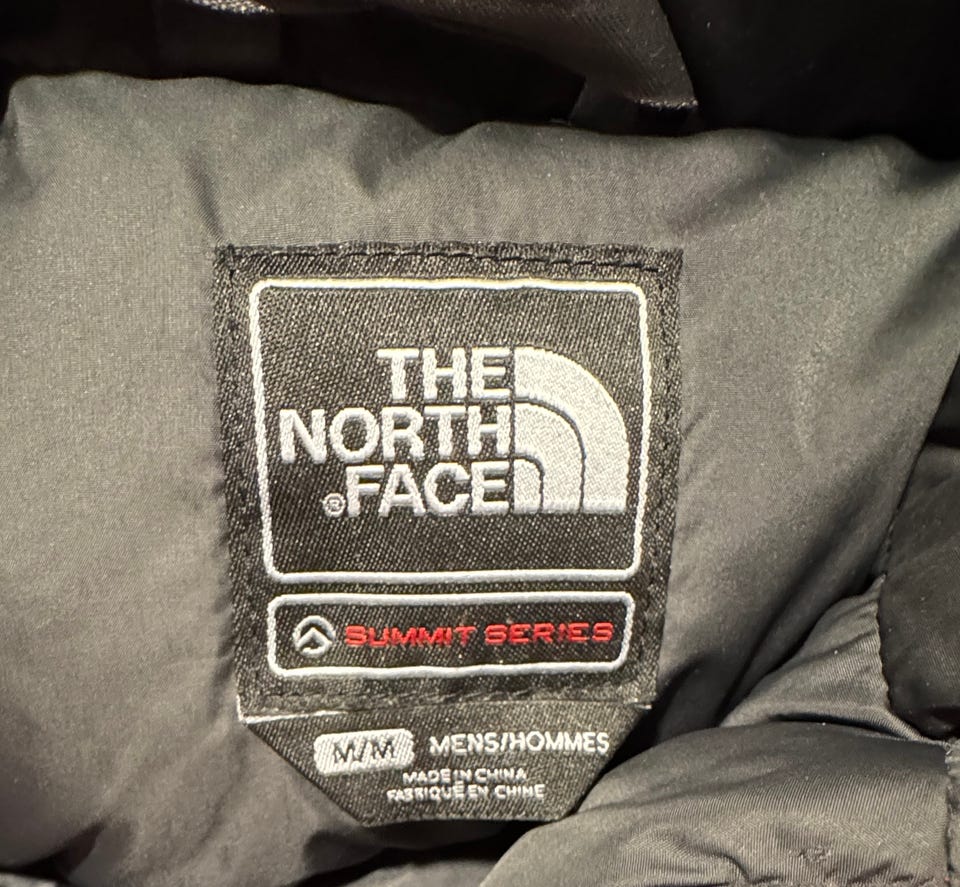 THE
NORTH
®FACE
SUMMIT SERIES
M/M MENS/HOMMES
MADE IN CHINA
FABRIQUÉ EN CHINE